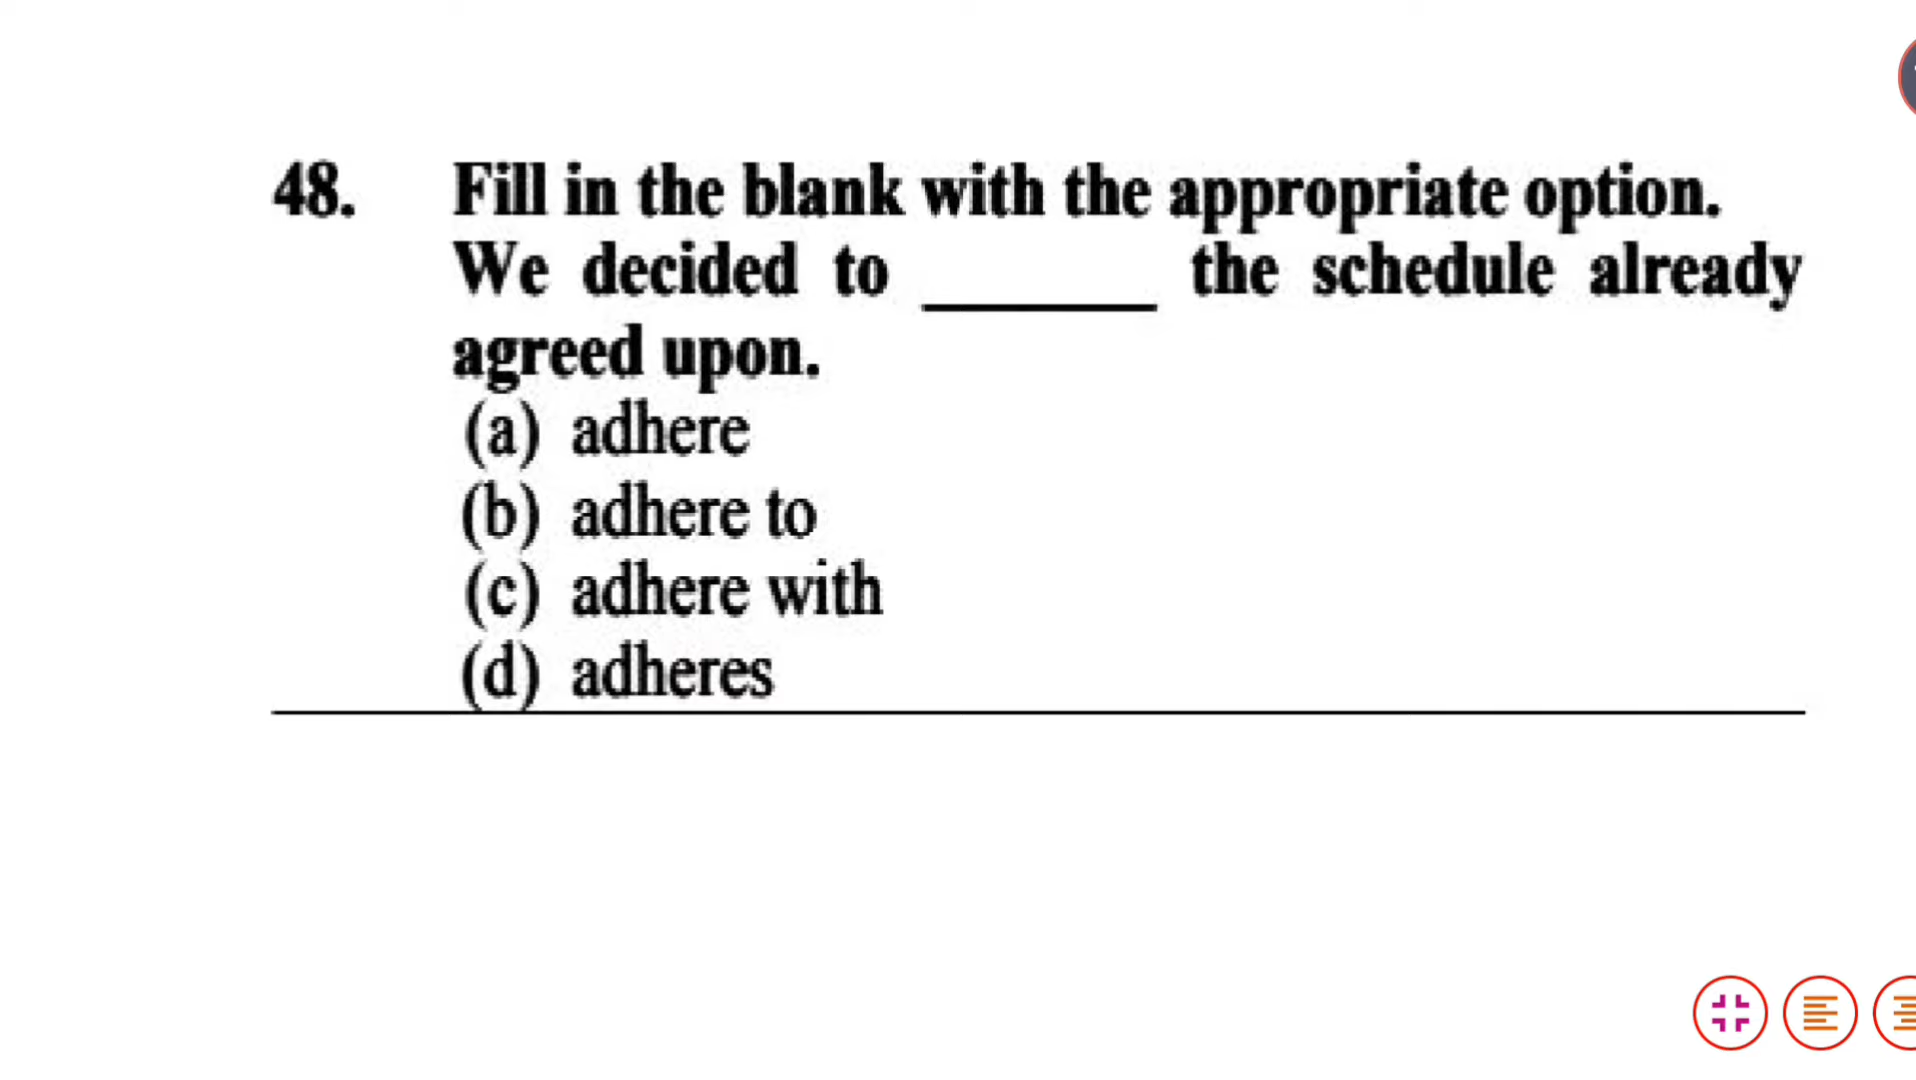 48. Fill in the blank with the appropriate option.
We decided to ________ the schedule already
agreed upon.
(a) adhere
(b) adhere to
(c) adhere with
(d) adheres